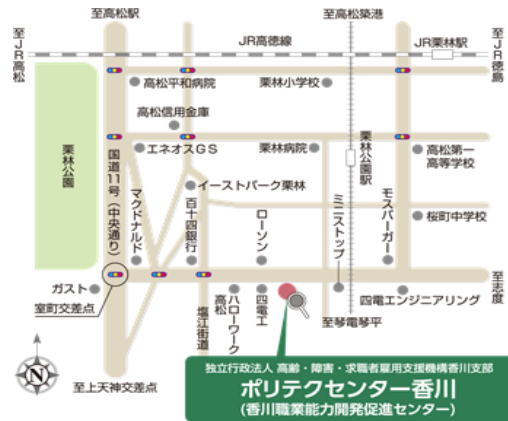 至高松駅
至高松築港
至JR高松
JR高徳線
JR栗林駅
至JR徳島
高松平和病院
栗林小学校
高松信用金庫
エネオスGS
栗林病院
栗林公園駅
高松第一
高等学校
栗林公園
国道11号（中央通り）
マクドナルド
イーストパーク栗林
百十四銀行
ローソン
ミニストップ
モスバーガー
桜町中学校
ガスト
室町交差点
塩江街道
ハローワーク
高松
四電工
四電エンジニアリング
至志度
至琴電琴平
N
至上天神交差点
独立行政法人 高齢・障害・求職者雇用支援機構香川支部
ポリテクセンター香川
(香川職業能力開発促進センター)